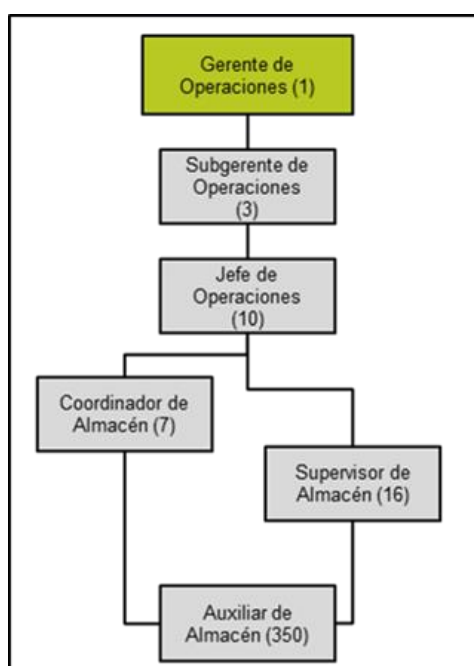 Gerente de
Operaciones (1)
Subgerente de
Operaciones
(3)
Jefe de
Operaciones
(10)
Coordinador de
Almacén (7)
Supervisor de
Almacén (16)
Auxiliar de
Almacén (350)